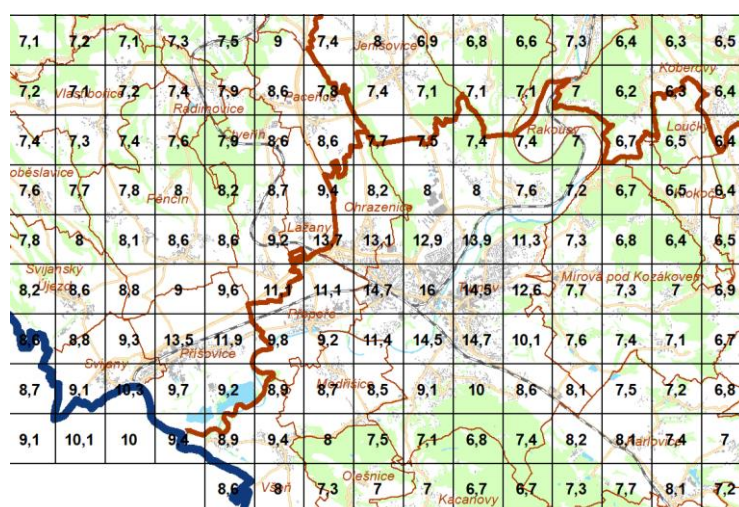 7,1 7,2 7,1 7,3 7,5 9 7,4 8 6,9 6,8 6,6 7,3 6,4 6,3 6,5
Jenišovice
Koberovy
7,2 7,1 7,2 7,4 7,9 8,6 7,8 7,4 7,1 7,1 7,1 7 6,2 6,3 6,4
Vlastibořice
Paceřice
Radimovice
Rakousy
Loučky
Čtveřín
7,4 7,3 7,4 7,6 7,9 8,6 8,6 7,7 7,5 7,4 7,4 7 6,7 6,5 6,4
7,6 7,7 7,8 8 8,2 8,7 9,4 8,2 8 8 7,6 7,2 6,7 6,5 6,4
Fěnčín
Ohrazenice
Lažany
7,8 8 8,1 8,6 8,6 9,2 13,7 13,1 12,9 13,9 11,3 7,3 6,8 6,4 6,5
Svijanský
Mírová pod Kozákovem
Újezd
8,2 8,6 8,8 9 9,6 11,1 11,1 14,7 16 14,5 12,6 7,7 7,3 7 6,9
Přepeře
8,6 8,8 9,3 13,5 11,9 9,8 9,2 11,4 14,5 14,7 10,1 7,6 7,4 7,1 6,7
Svijany
Příšovice
Modřišice
8,7 9,1 10,3 9,7 9,2 8,9 8,7 8,5 9,1 10 8,6 8,1 7,5 7,2 6,8
9,1 10,1 10 9,4 8,9 9,4 8 7,5 7,1 6,8 7,4 8,2 8,1 7,4 7
Karlovice
Olešnice
8,6 8 7,3 7 7 6,7 6,7 7,3 7,7 8,1 7,2
Všeň
Kacanovy